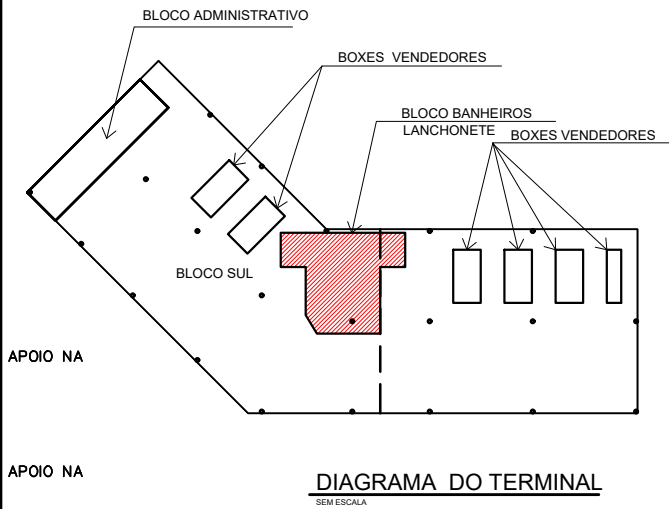 BLOCO ADMINISTRATIVO
BOXES VENDEDORES
BLOCO BANHEIROS
LANCHONETE
BOXES VENDEDORES
BLOCO SUL
APOIO NA
APOIO NA
DIAGRAMA DO TERMINAL
SEM ESCALA